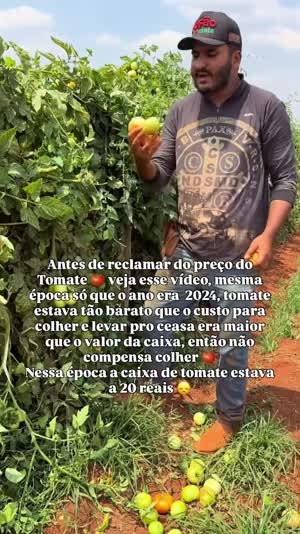 Antes de reclamar do preço do
Tomate 🍅 veja esse vídeo, mesma
época só que o ano era 2024, tomate
estava tão barato que o custo para
colher e levar pro ceasa era maior
que o valor da caixa, então não
compensa colher 🍅
Nessa época a caixa de tomate estava
a 20 reais 😪
PAX
C S
S M
N D S M D